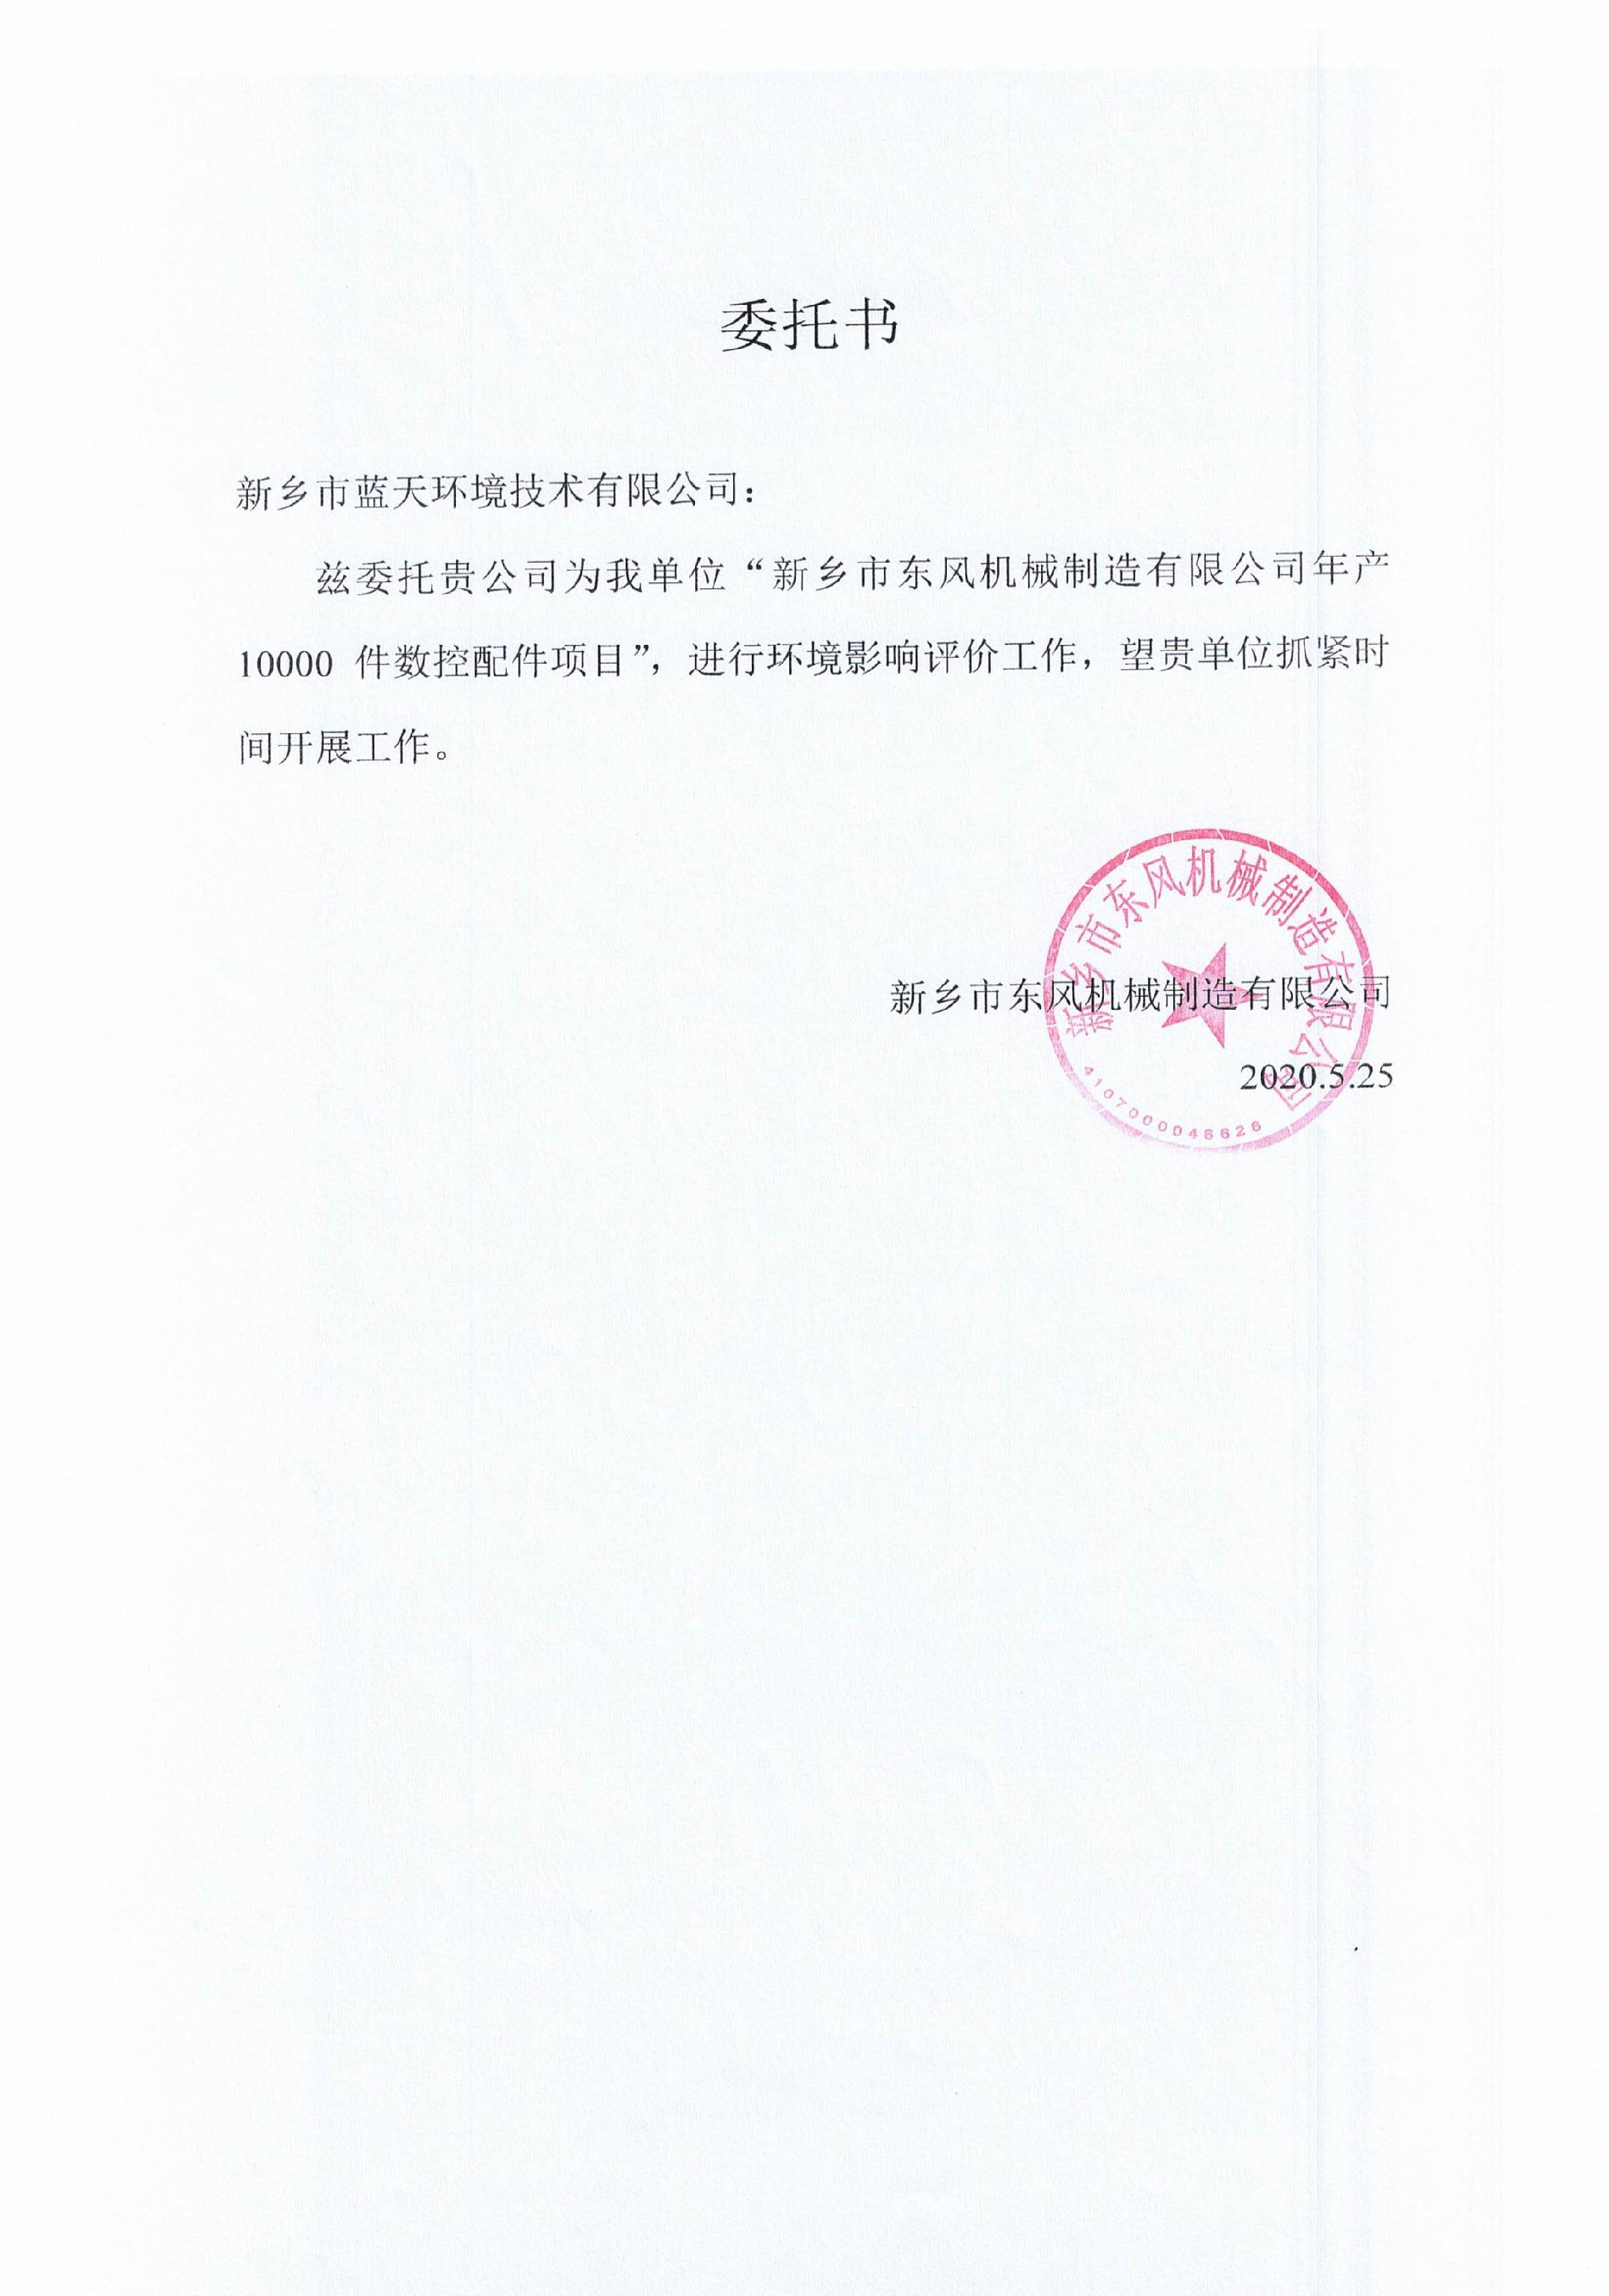 委托书
新乡市蓝天环境技术有限公司：
兹委托贵公司为我单位“新乡市东风机械制造有限公司年产
10000 件数控配件项目”，进行环境影响评价工作，望贵单位抓紧时
间开展工作。
新乡市东风机械制造有限公司
2020.5.25
新乡市东风机械制造有限公司
4107000046626